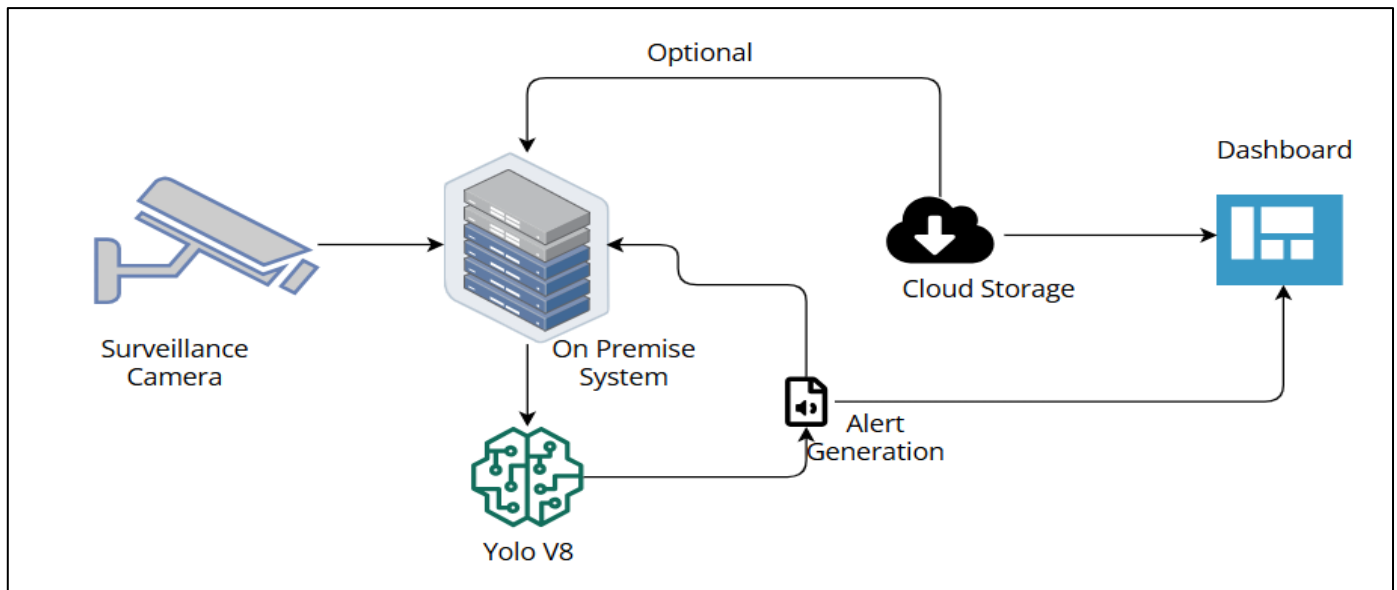 Optional
Dashboard
Cloud Storage
Surveillance
Camera
On Premise
System
Alert
Generation
Yolo V8